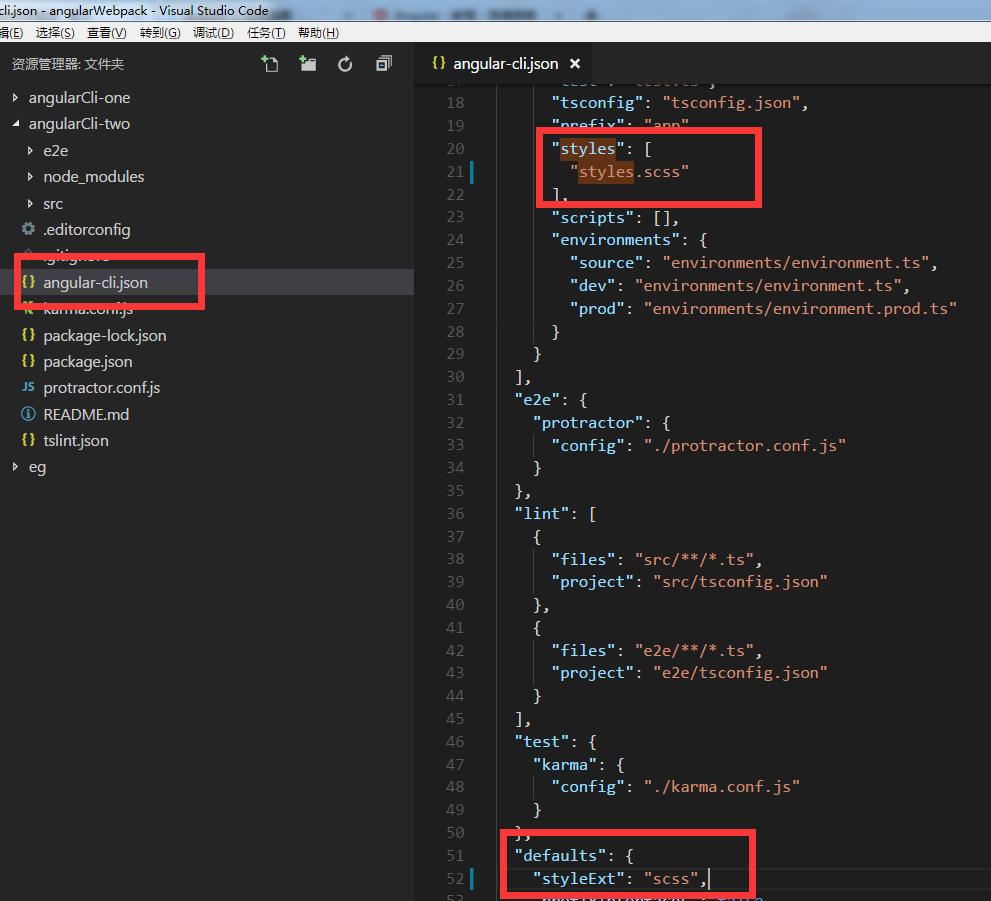 cli.json - angularWebpack - Visual Studio Code
辑(E) 选择(S) 查看(V) 转到(G) 调试(D) 任务(T) 帮助(H)
资源管理器: 文件夹
angularCli-one
angularCli-two
e2e
node_modules
src
.editorconfig
.gitignore
angular-cli.json
karma.conf.js
package-lock.json
package.json
JS protractor.conf.js
README.md
tslint.json
eg
{} angular-cli.json ×
18 "tsconfig": "tsconfig.json",
19 "prefix": "app"
20 "styles": [
21 "styles.scss"
22 ],
23 "scripts": [],
24 "environments": {
25 "source": "environments/environment.ts",
26 "dev": "environments/environment.ts",
27 "prod": "environments/environment.prod.ts"
28 }
29 }
30 ],
31 "e2e": {
32 "protractor": {
33 "config": "./protractor.conf.js"
34 }
35 },
36 "lint": [
37 {
38 "files": "src/**/*.ts",
39 "project": "src/tsconfig.json"
40 },
41 {
42 "files": "e2e/**/*.ts",
43 "project": "e2e/tsconfig.json"
44 }
45 ],
46 "test": {
47 "karma": {
48 "config": "./karma.conf.js"
49 }
50 },
51 "defaults": {
52 "styleExt": "scss",
53